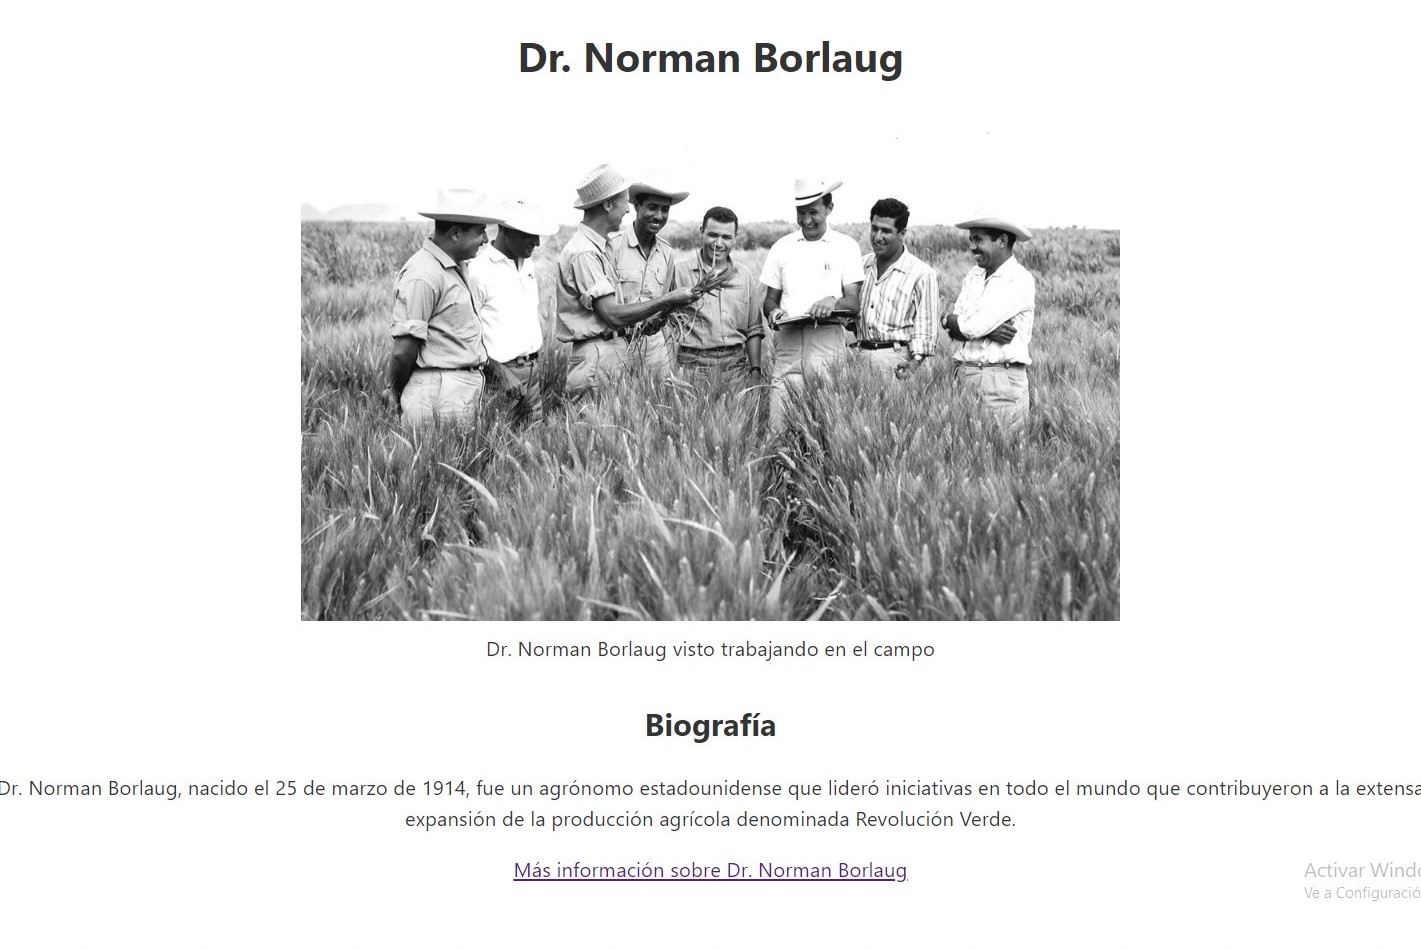 Dr. Norman Borlaug
Dr. Norman Borlaug visto trabajando en el campo
Biografía
Dr. Norman Borlaug, nacido el 25 de marzo de 1914, fue un agrónomo estadounidense que lideró iniciativas en todo el mundo que contribuyeron a la extensa
expansión de la producción agrícola denominada Revolución Verde.
Más información sobre Dr. Norman Borlaug
Activar Windo
Ve a Configuració